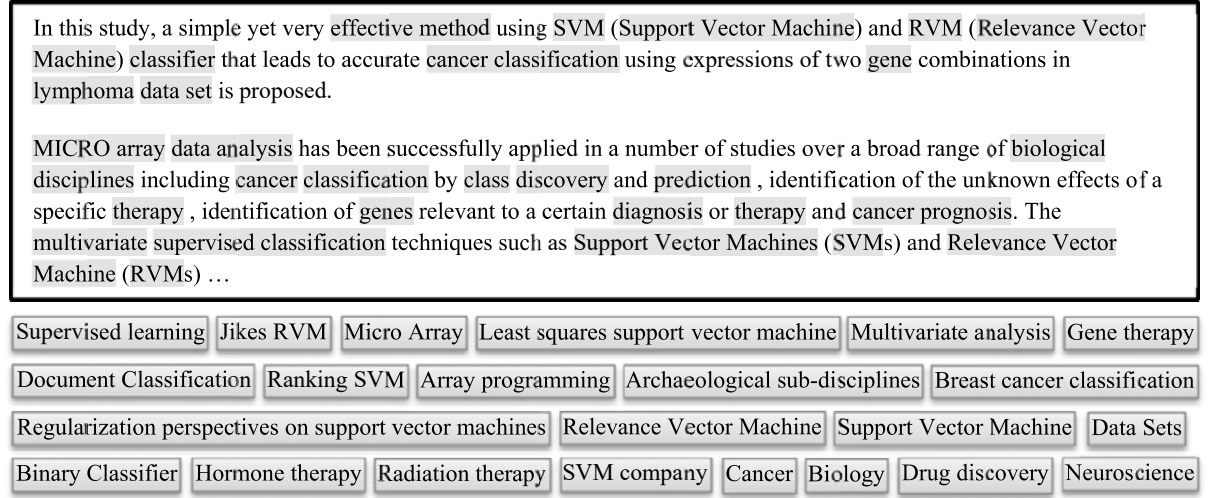 In this study, a simple yet very effective method using SVM (Support Vector Machine) and RVM (Relevance Vector
Machine) classifier that leads to accurate cancer classification using expressions of two gene combinations in
lymphoma data set is proposed.
MICRO array data analysis has been successfully applied in a number of studies over a broad range of biological
disciplines including cancer classification by class discovery and prediction , identification of the unknown effects of a
specific therapy , identification of genes relevant to a certain diagnosis or therapy and cancer prognosis. The
multivariate supervised classification techniques such as Support Vector Machines (SVMs) and Relevance Vector
Machine (RVMs) …
Supervised learning Jikes RVM Micro Array Least squares support vector machine Multivariate analysis Gene therapy
Document Classification Ranking SVM Array programming Archaeological sub-disciplines Breast cancer classification
Regularization perspectives on support vector machines Relevance Vector Machine Support Vector Machine Data Sets
Binary Classifier Hormone therapy Radiation therapy SVM company Cancer Biology Drug discovery Neuroscience